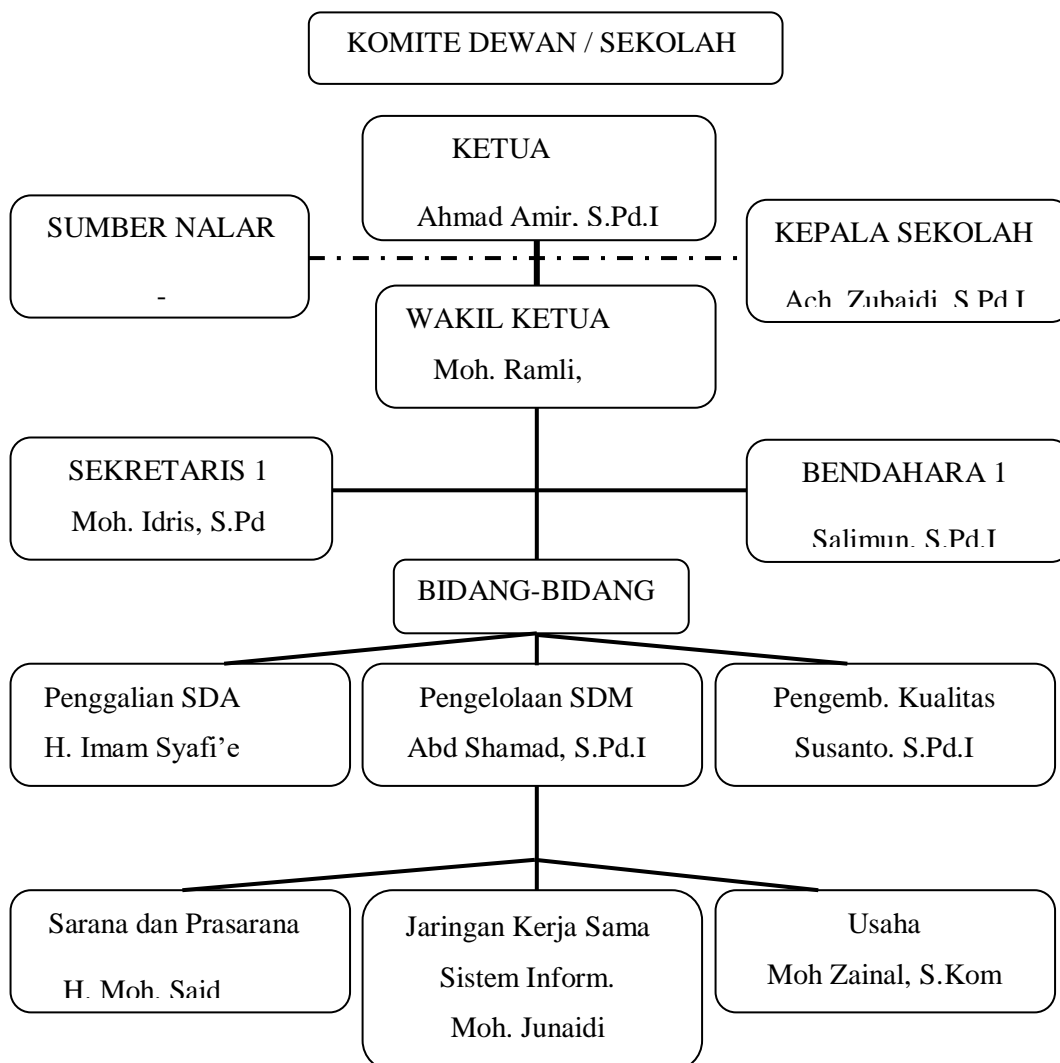 KOMITE DEWAN / SEKOLAH
KETUA
Ahmad Amir. S.Pd.I
SUMBER NALAR
-
KEPALA SEKOLAH
Ach. Zubaidi, S.Pd.I
WAKIL KETUA
Moh. Ramli,
SEKRETARIS 1
Moh. Idris, S.Pd
BENDAHARA 1
Salimun, S.Pd.I
BIDANG-BIDANG
Penggalian SDA
H. Imam Syafi’e
Pengelolaan SDM
Abd Shamad, S.Pd.I
Pengemb. Kualitas
Susanto. S.Pd.I
Sarana dan Prasarana
H. Moh. Said
Jaringan Kerja Sama
Sistem Inform.
Moh. Junaidi
Usaha
Moh Zainal, S.Kom